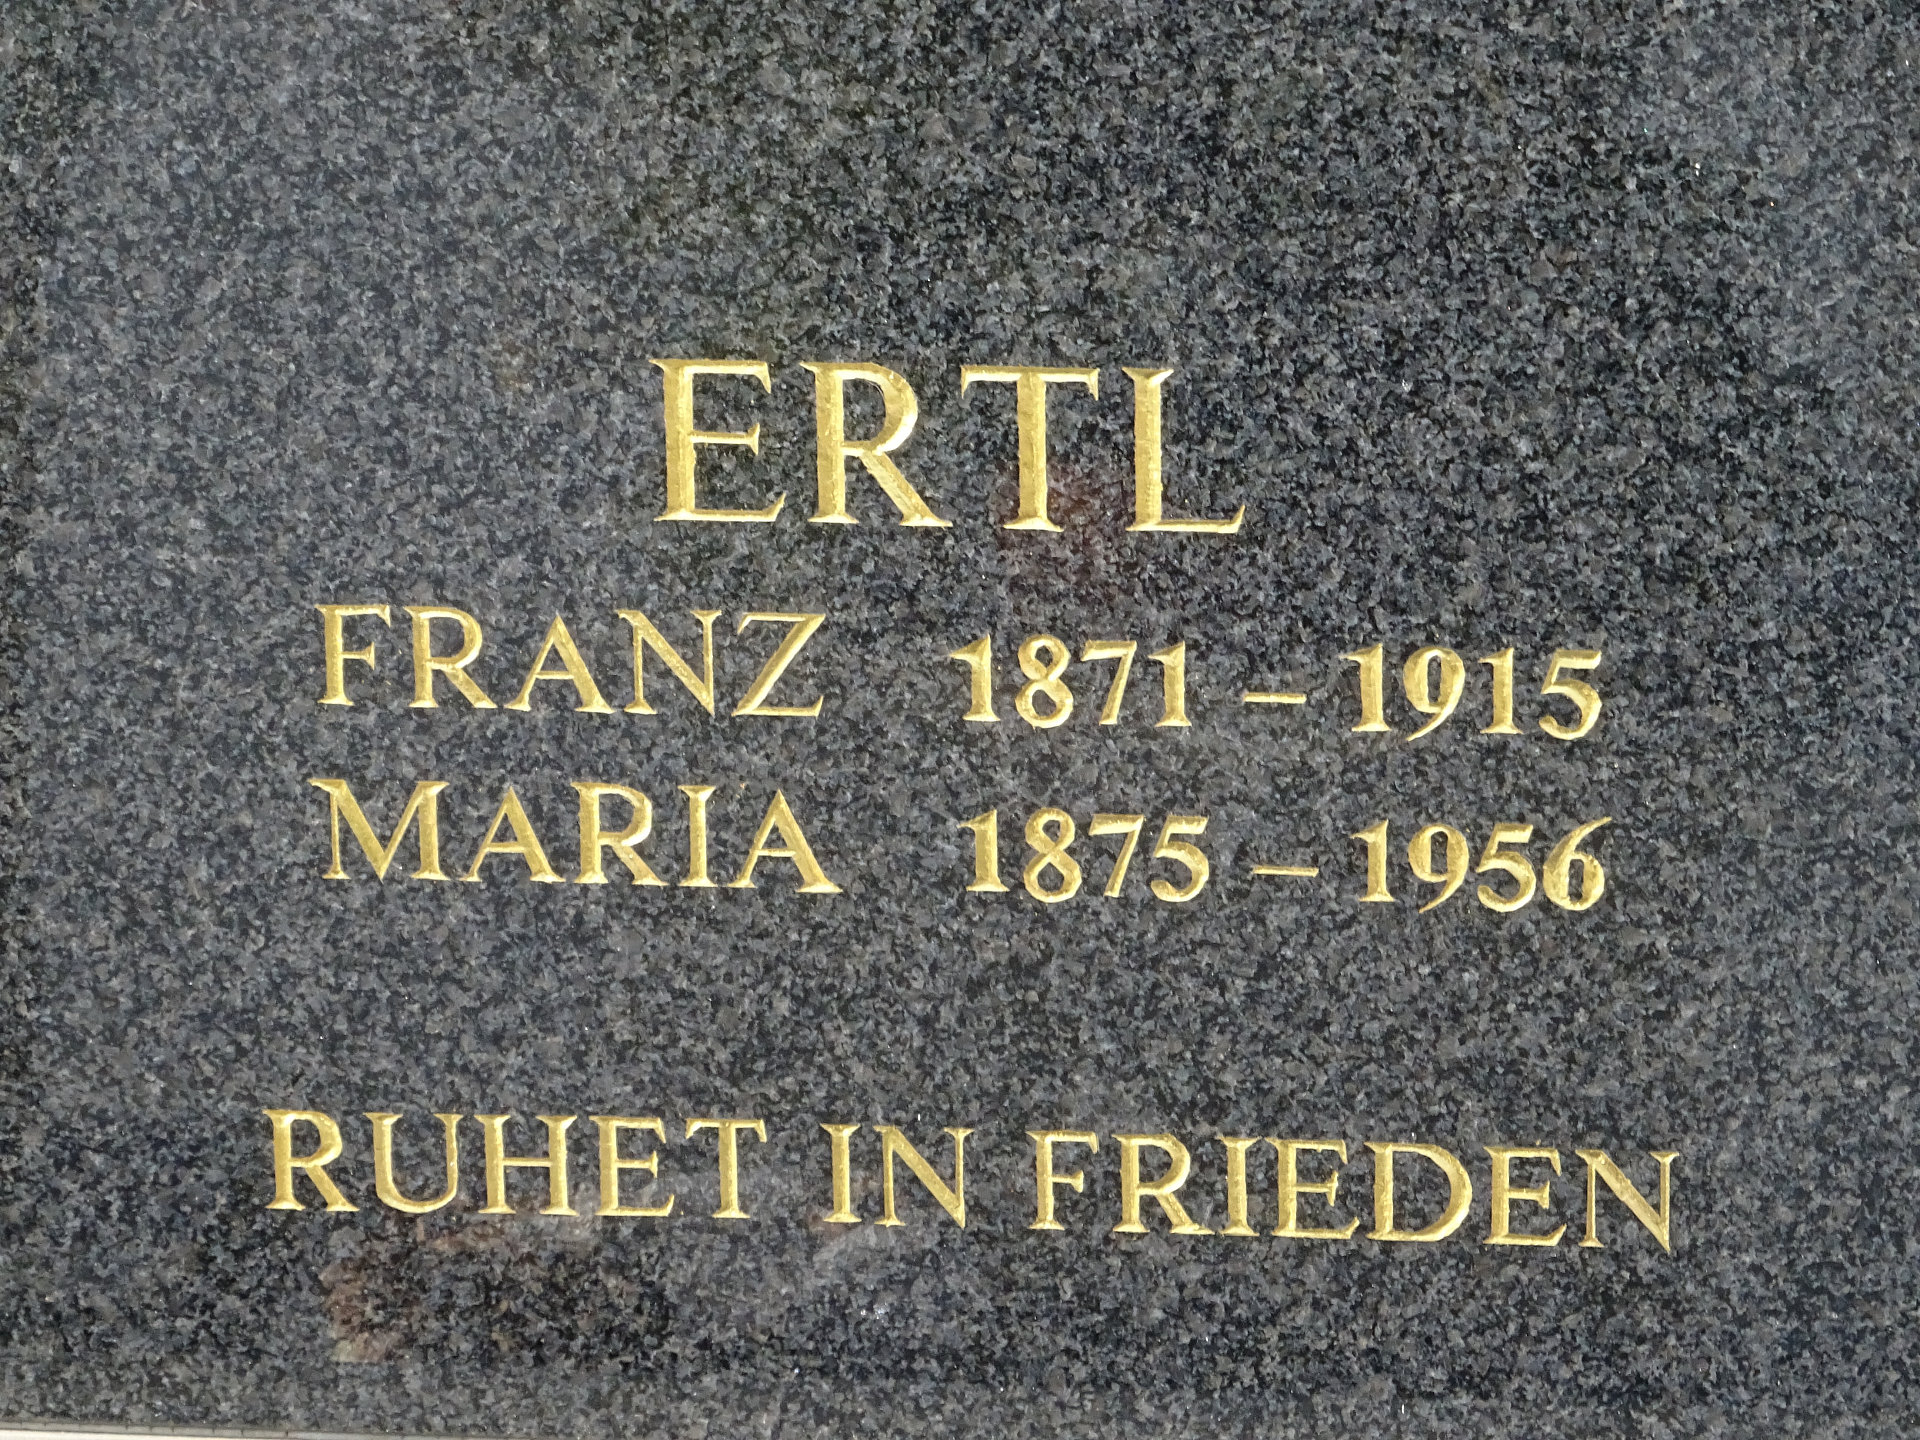 ERTL
FRANZ 1871 – 1915
MARIA 1875 – 1956
RUHET IN FRIEDEN